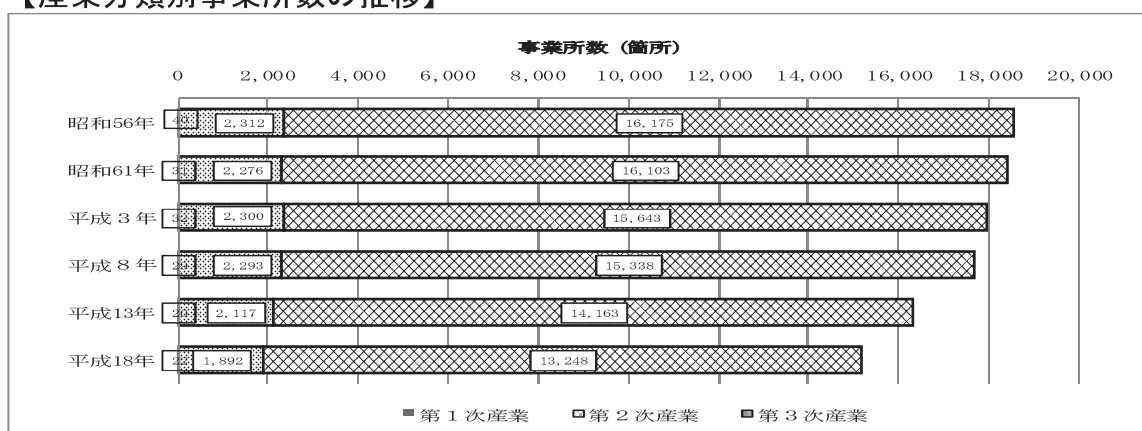 【産業分類別事業所数の推移】
事業所数（箇所）
0 2,000 4,000 6,000 8,000 10,000 12,000 14,000 16,000 18,000 20,000
昭和56年 40 2,312 16,175
昭和61年 2,276 16,103
平成３年 32 2,300 15,643
平成８年 2,293 15,338
平成13年 20 2,117 14,163
平成18年 22 1,892 13,248
第１次産業 第２次産業 第３次産業